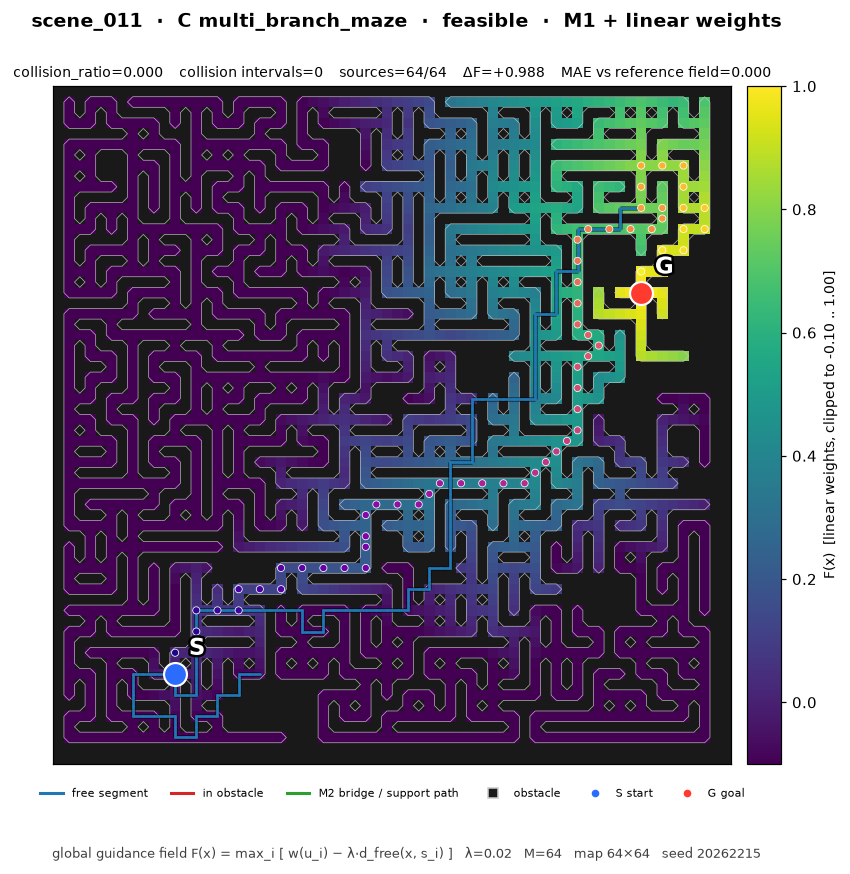 scene_011 · C multi_branch_maze · feasible · M1 + linear weights
collision_ratio=0.000 collision intervals=0 sources=64/64 ΔF=+0.988 MAE vs reference field=0.000
1.0
0.8
0.6
0.4
0.2
0.0
F(x) [linear weights, clipped to -0.10 .. 1.00]
G
S
free segment in obstacle M2 bridge / support path obstacle S start G goal
global guidance field F(x) = max_i [ w(u_i) − λ·d_free(x, s_i) ] λ=0.02 M=64 map 64×64 seed 20262215